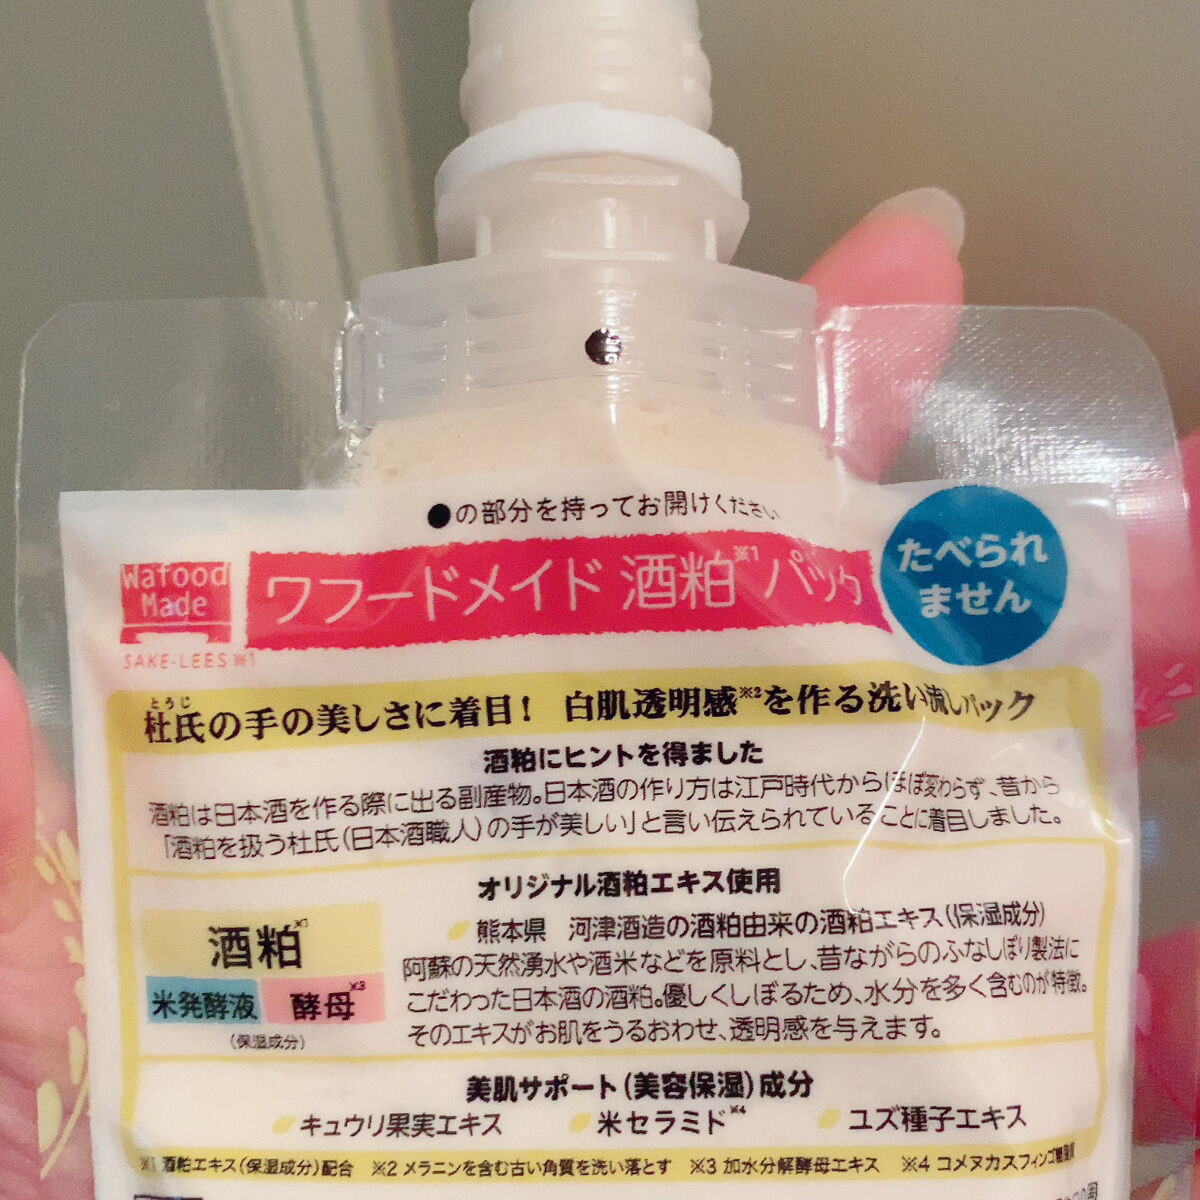 ●の部分を持ってお開けください
Wafood
Made
SAKE-LEES※1
ワフードメイド 酒粕※1パック
たべられ
ません
とうじ
杜氏の手の美しさに着目! 白肌透明感※2を作る洗い流しパック
酒粕にヒントを得ました
酒粕は日本酒を作る際に出る副産物。日本酒の作り方は江戸時代からほぼ変わらず、昔から
「酒粕を扱う杜氏(日本酒職人)の手が美しい」と言い伝えられていることに着目しました。
オリジナル酒粕エキス使用
熊本県 河津酒造の酒粕由来の酒粕エキス(保湿成分)
阿蘇の天然湧水や酒米などを原料とし、昔ながらのふなしぼり製法に
こだわった日本酒の酒粕。優しくしぼるため、水分を多く含むのが特徴。
そのエキスがお肌をうるおわせ、透明感を与えます。
酒粕※1
米発酵液 酵母※3
(保湿成分)
美肌サポート(美容保湿)成分
キュウリ果実エキス 米セラミド※4 ユズ種子エキス
※1 酒粕エキス(保湿成分)配合 ※2 メラニンを含む古い角質を洗い落とす ※3 加水分解酵母エキス ※4 コメヌカスフィンゴ糖脂質